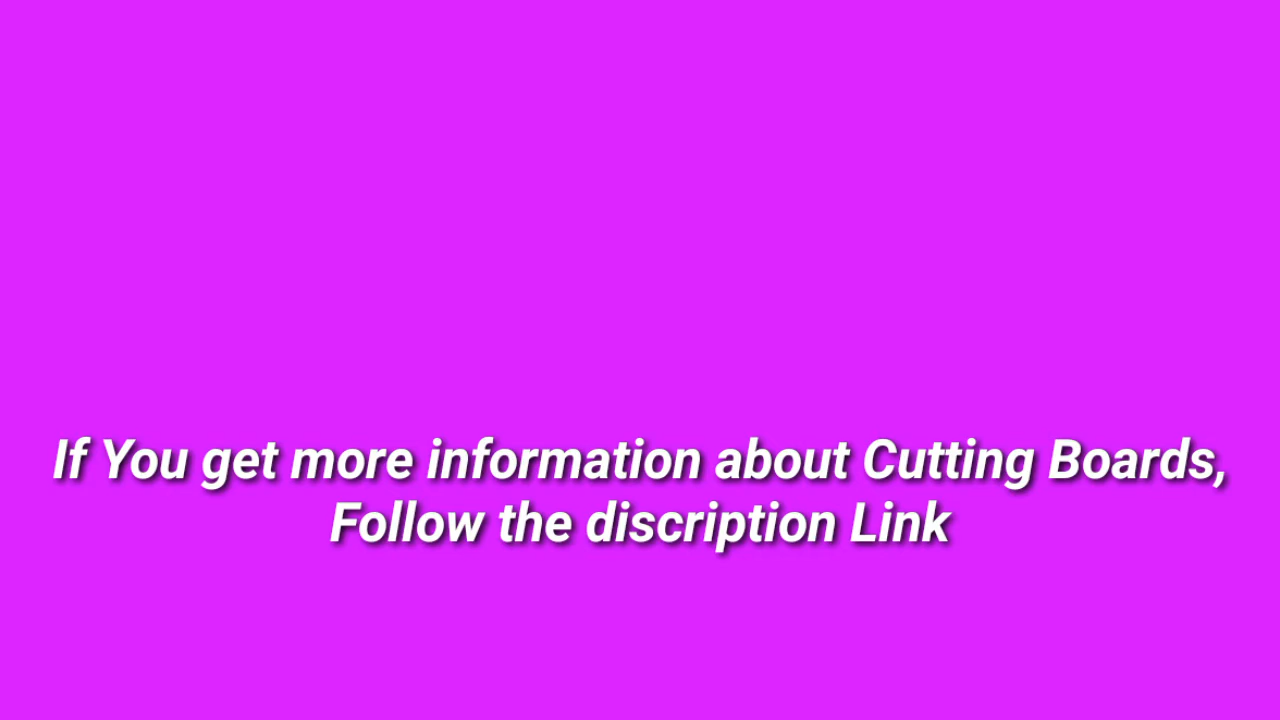 If You get more information about Cutting Boards,
Follow the discription Link